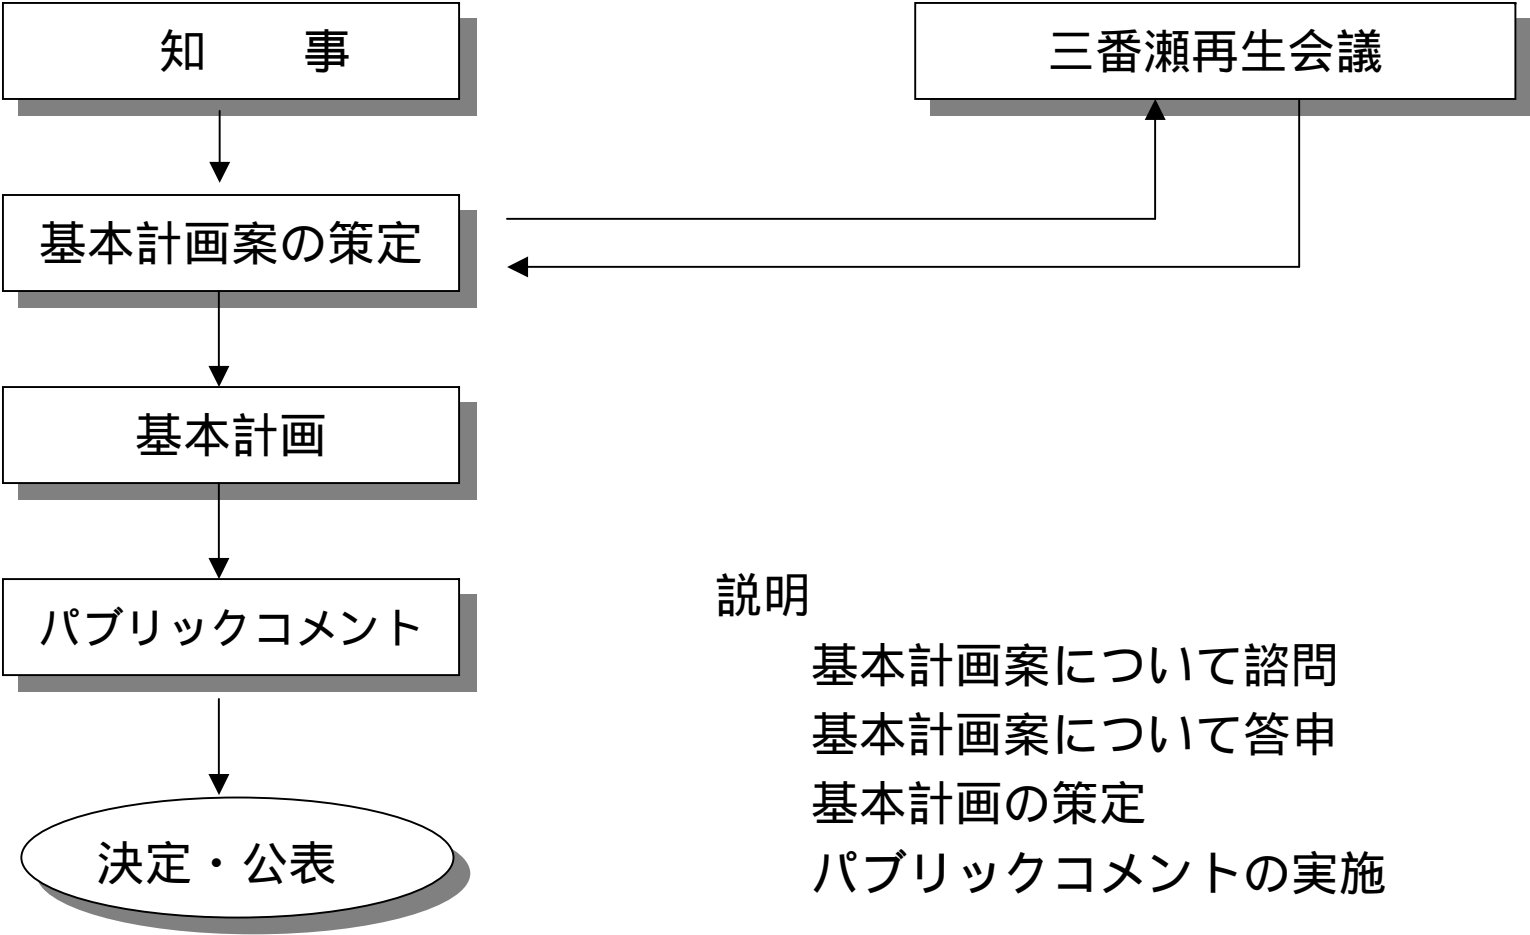 知　　事
三番瀬再生会議
基本計画案の策定
基本計画
パブリックコメント
決定・公表
説明
基本計画案について諮問
基本計画案について答申
基本計画の策定
パブリックコメントの実施